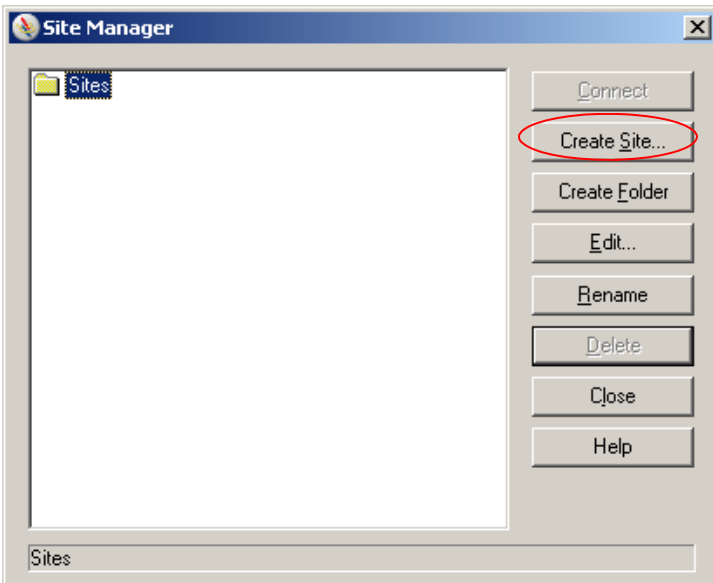 Site Manager
Sites
Connect
Create Site...
Create Folder
Edit...
Rename
Delete
Close
Help
Sites